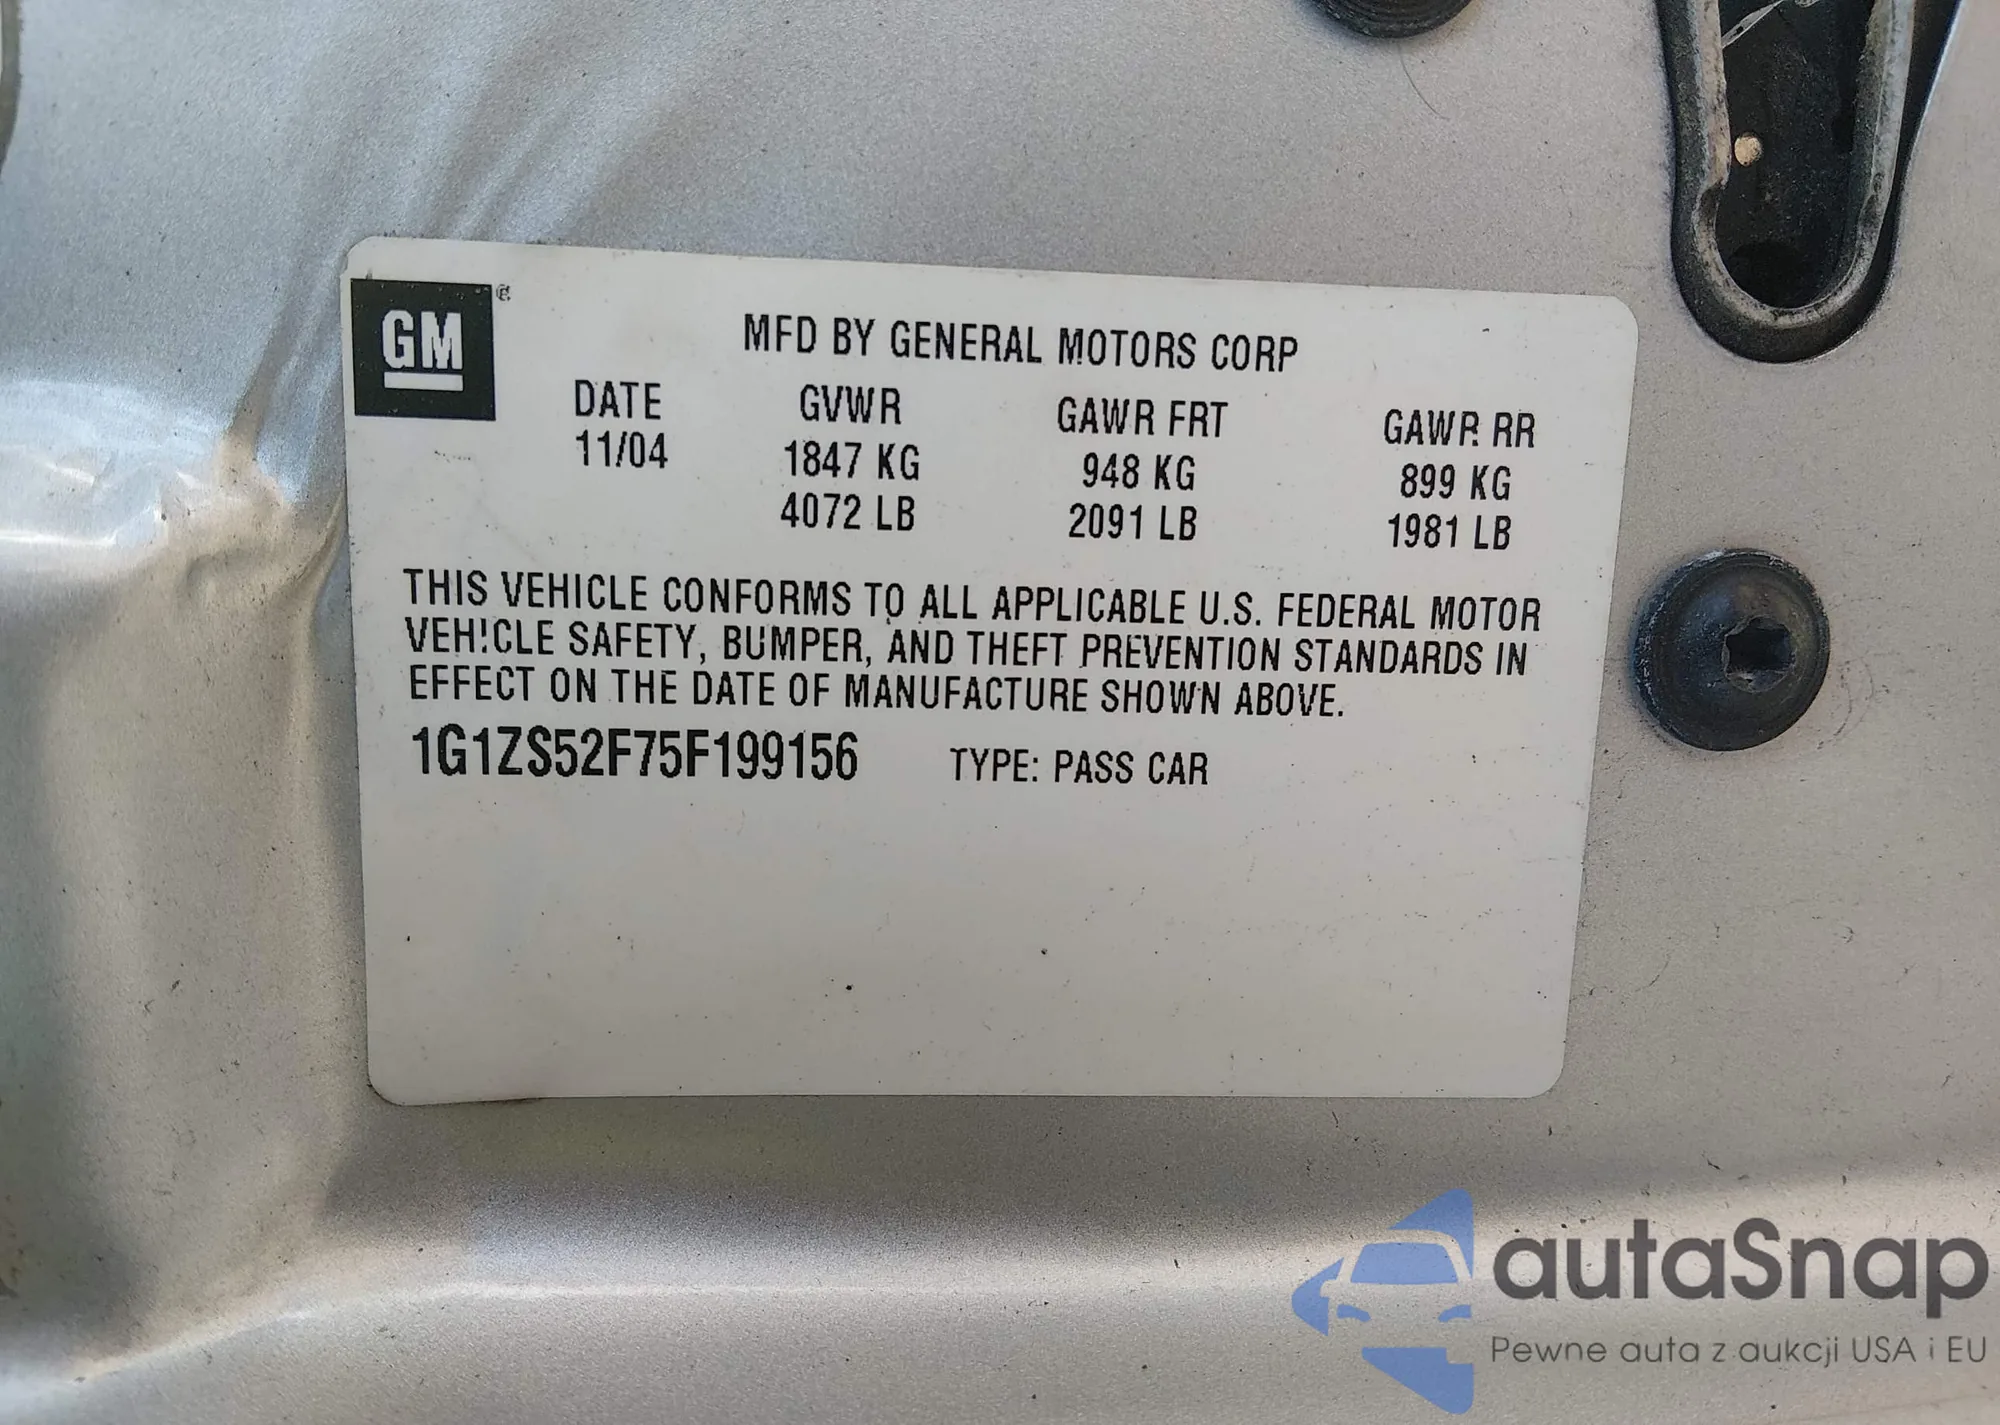 GM ®
MFD BY GENERAL MOTORS CORP
DATE GVWR GAWR FRT GAWR RR
11/04 1847 KG 948 KG 899 KG
4072 LB 2091 LB 1981 LB
THIS VEHICLE CONFORMS TO ALL APPLICABLE U.S. FEDERAL MOTOR
VEHICLE SAFETY, BUMPER, AND THEFT PREVENTION STANDARDS IN
EFFECT ON THE DATE OF MANUFACTURE SHOWN ABOVE.
1G1ZS52F75F199156 TYPE: PASS CAR
autaSnap
Pewne auta z aukcji USA i EU